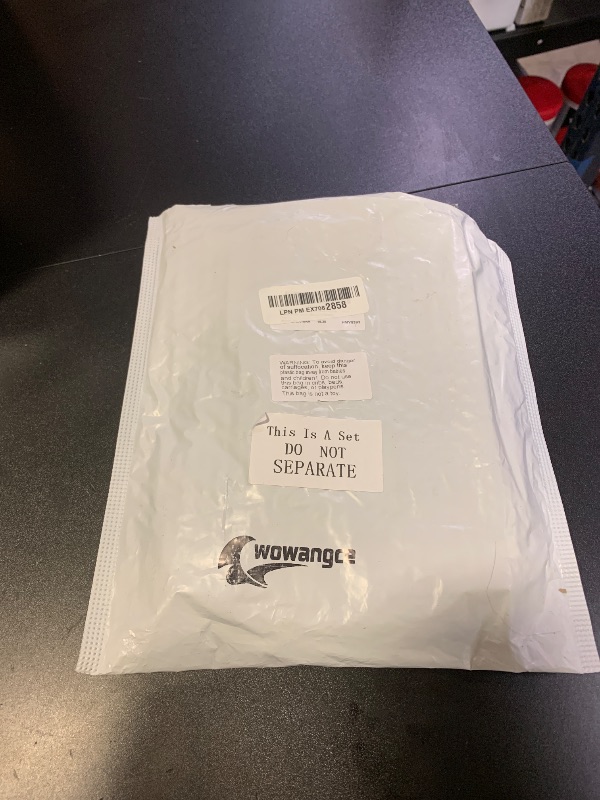 LPN PM EX7982858
WARNING: To avoid danger
of suffocation, keep this
plastic bag away from babies
and children. Do not use
this bag in cribs, beds,
carriages, or playpens.
This bag is not a toy.
This Is A Set
DO NOT
SEPARATE
wowangce